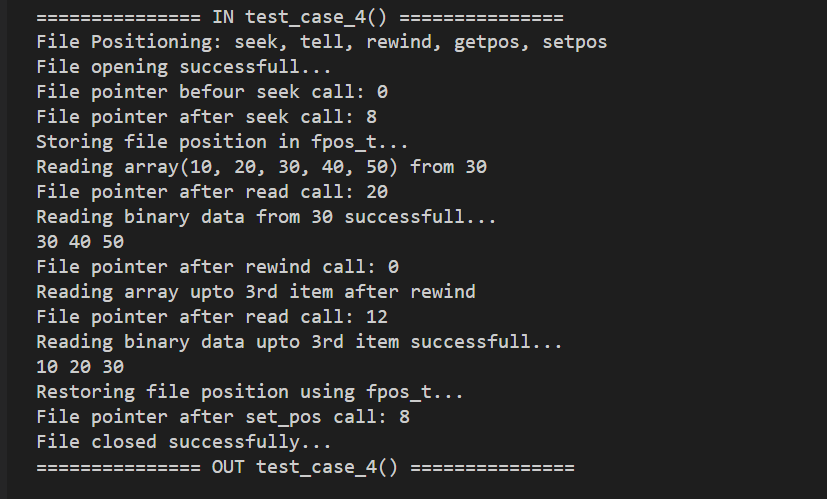 =============== IN test_case_4() ===============
File Positioning: seek, tell, rewind, getpos, setpos
File opening successfull...
File pointer befour seek call: 0
File pointer after seek call: 8
Storing file position in fpos_t...
Reading array(10, 20, 30, 40, 50) from 30
File pointer after read call: 20
Reading binary data from 30 successfull...
30 40 50
File pointer after rewind call: 0
Reading array upto 3rd item after rewind
File pointer after read call: 12
Reading binary data upto 3rd item successfull...
10 20 30
Restoring file position using fpos_t...
File pointer after set_pos call: 8
File closed successfully...
=============== OUT test_case_4() ===============